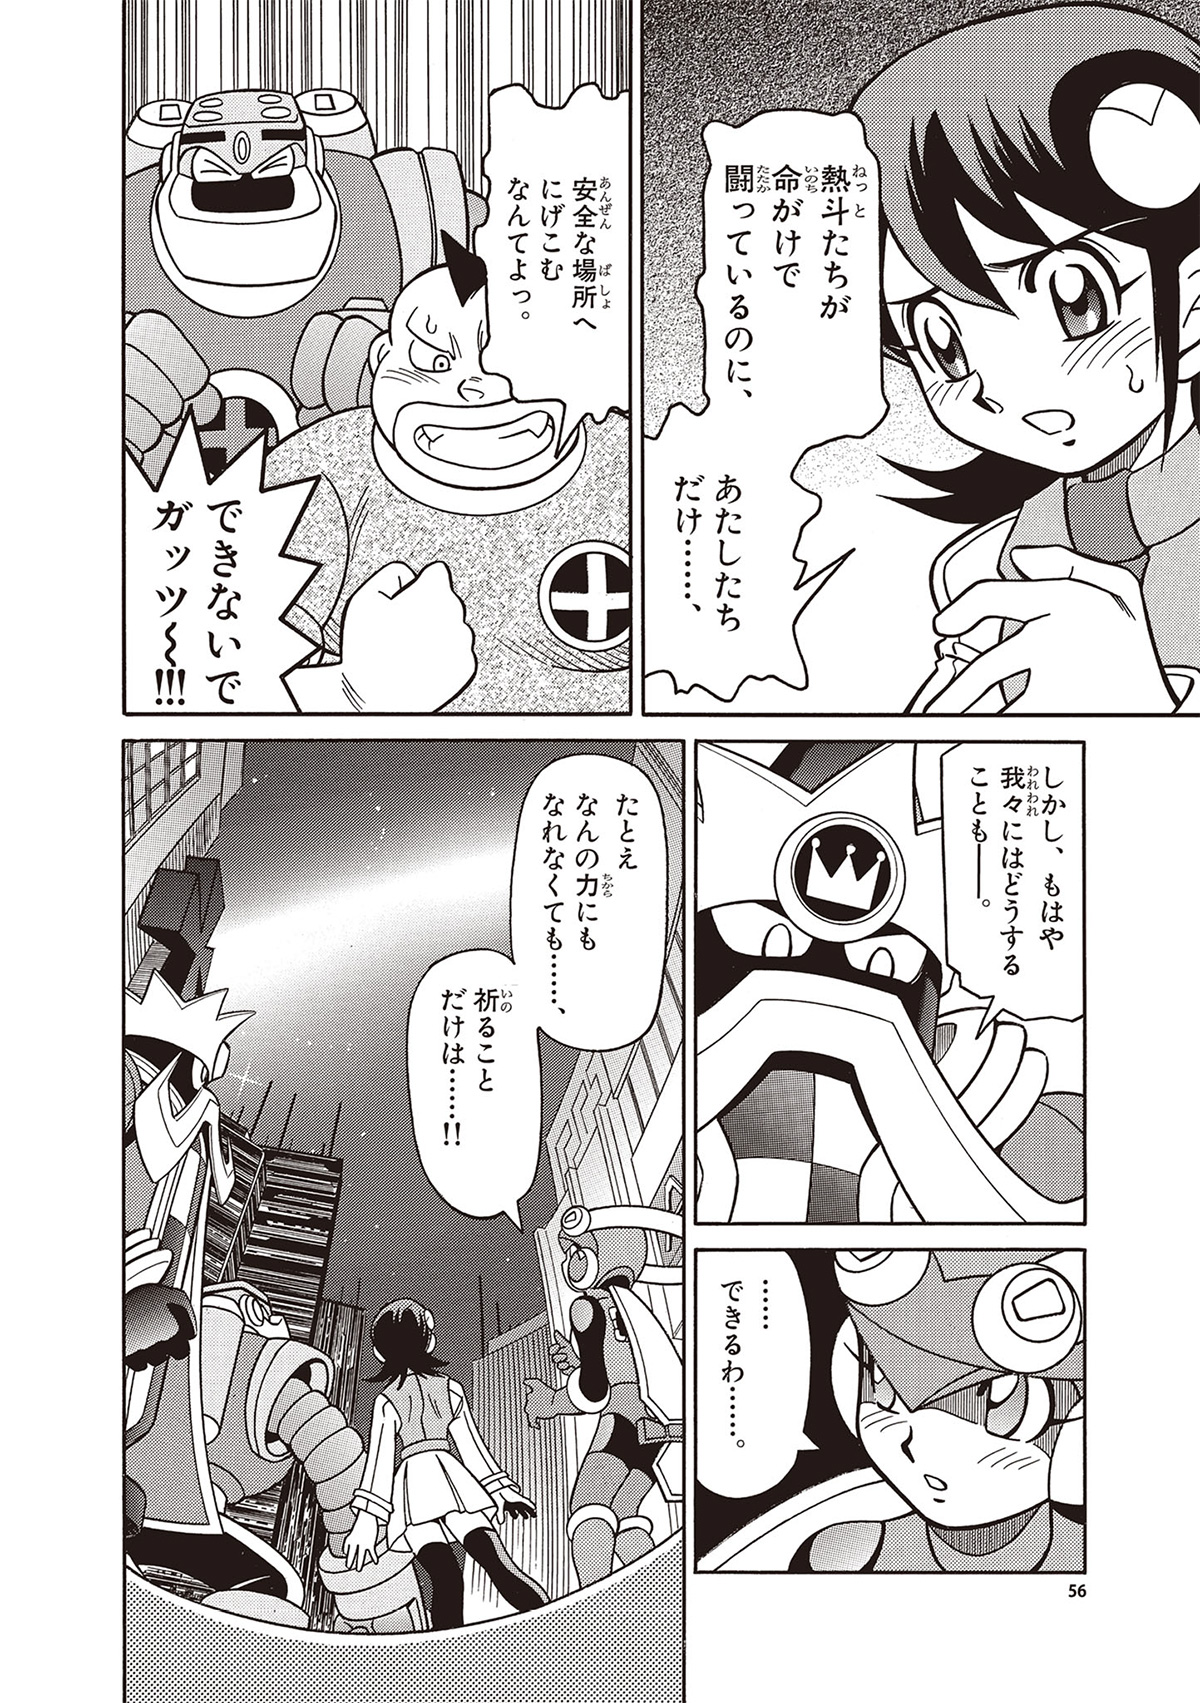 熱斗たちが
命がけで
闘っているのに、
あたしたち
だけ……、
安全な場所へ
にげこむ
なんてよっ。
できないで
ガッツ〜!!!
しかし、もはや
我々にはどうする
ことも──。
……
できるわ……。
たとえ
なんの力にも
なれなくても……、
祈ること
だけは……!!
56